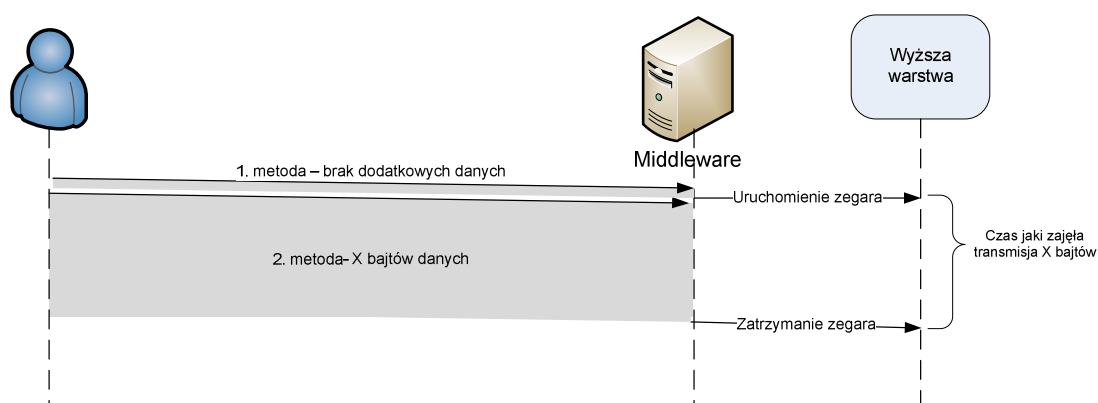 Wyższa
warstwa
Middleware
1. metoda – brak dodatkowych danych
Uruchomienie zegara
Czas jaki zajęła
transmisja X bajtów
2. metoda– X bajtów danych
Zatrzymanie zegara